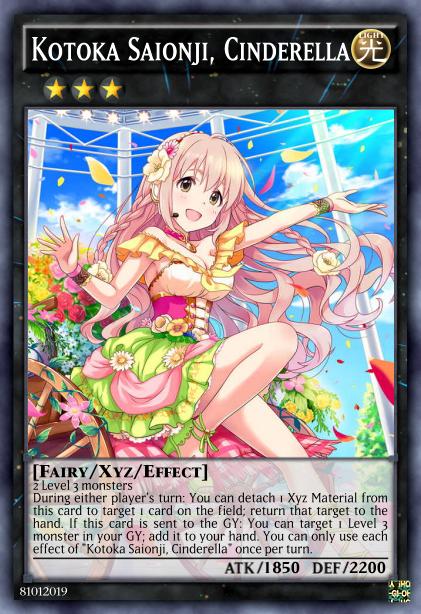 KOTOKA SAIONJI, CINDERELLA
LIGHT
光
[FAIRY/XYZ/EFFECT]
2 Level 3 monsters
During either player's turn: You can detach 1 Xyz Material from
this card to target 1 card on the field; return that target to
the hand. If this card is sent to the GY: You can target 1 Level 3
monster in your GY; add it to your hand. You can only use each
effect of "Kotoka Saionji, Cinderella" once per turn.
ATK/1850 DEF/2200
81012019